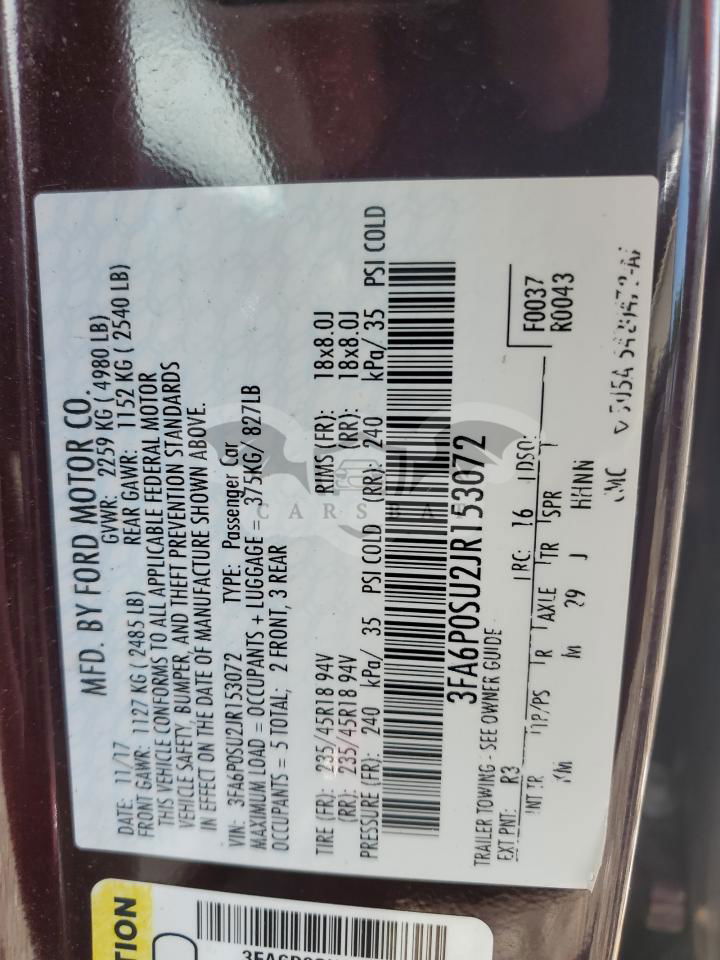 MFD. BY FORD MOTOR CO.
DATE: 11/17 GVWR: 2259 KG ( 4980 LB)
FRONT GAWR: 1127 KG ( 2485 LB) REAR GAWR: 1152 KG ( 2540 LB)
THIS VEHICLE CONFORMS TO ALL APPLICABLE FEDERAL MOTOR
VEHICLE SAFETY, BUMPER, AND THEFT PREVENTION STANDARDS
IN EFFECT ON THE DATE OF MANUFACTURE SHOWN ABOVE.
VIN: 3FA6P0SU2JR153072 TYPE: Passenger Car
MAXIMUM LOAD = OCCUPANTS + LUGGAGE = 375KG/ 827LB
OCCUPANTS = 5 TOTAL; 2 FRONT, 3 REAR
TIRE (FR): 235/45R18 94V RIMS (FR): 18x8.0J
(RR): 235/45R18 94V (RR): 18x8.0J
PRESSURE (FR): 240 kPa/ 35 PSI COLD (RR): 240 kPa/ 35 PSI COLD
3FA6P0SU2JR153072
TRAILER TOWING - SEE OWNER GUIDE
F0037
EXT PNT: R3 RC: 16 DSO: R0043
INT TR TP/PS R AXLE TR SPR
M 29 J HHNN
CARSBA
TION